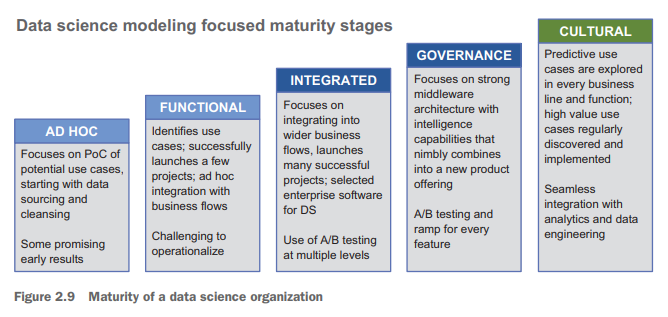 Data science modeling focused maturity stages
AD HOC
Focuses on PoC of
potential use cases,
starting with data
sourcing and
cleansing
Some promising
early results
FUNCTIONAL
Identifies use
cases; successfully
launches a few
projects; ad hoc
integration with
business flows
Challenging to
operationalize
INTEGRATED
Focuses on
integrating into
wider business
flows, launches
many successful
projects; selected
enterprise software
for DS
Use of A/B testing
at multiple levels
GOVERNANCE
Focuses on strong
middleware
architecture with
intelligence
capabilities that
nimbly combines
into a new product
offering
A/B testing and
ramp for every
feature
CULTURAL
Predictive use
cases are explored
in every business
line and function;
high value use
cases regularly
discovered and
implemented
Seamless
integration with
analytics and data
engineering
Figure 2.9 Maturity of a data science organization